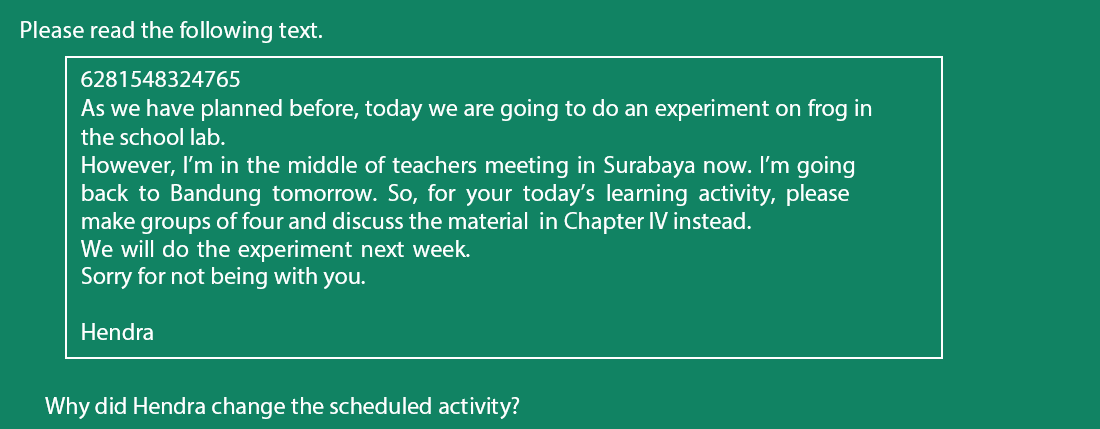 Please read the following text.
6281548324765
As we have planned before, today we are going to do an experiment on frog in
the school lab.
However, I'm in the middle of teachers meeting in Surabaya now. I'm going
back to Bandung tomorrow. So, for your today's learning activity, please
make groups of four and discuss the material in Chapter IV instead.
We will do the experiment next week.
Sorry for not being with you.
Hendra
Why did Hendra change the scheduled activity?